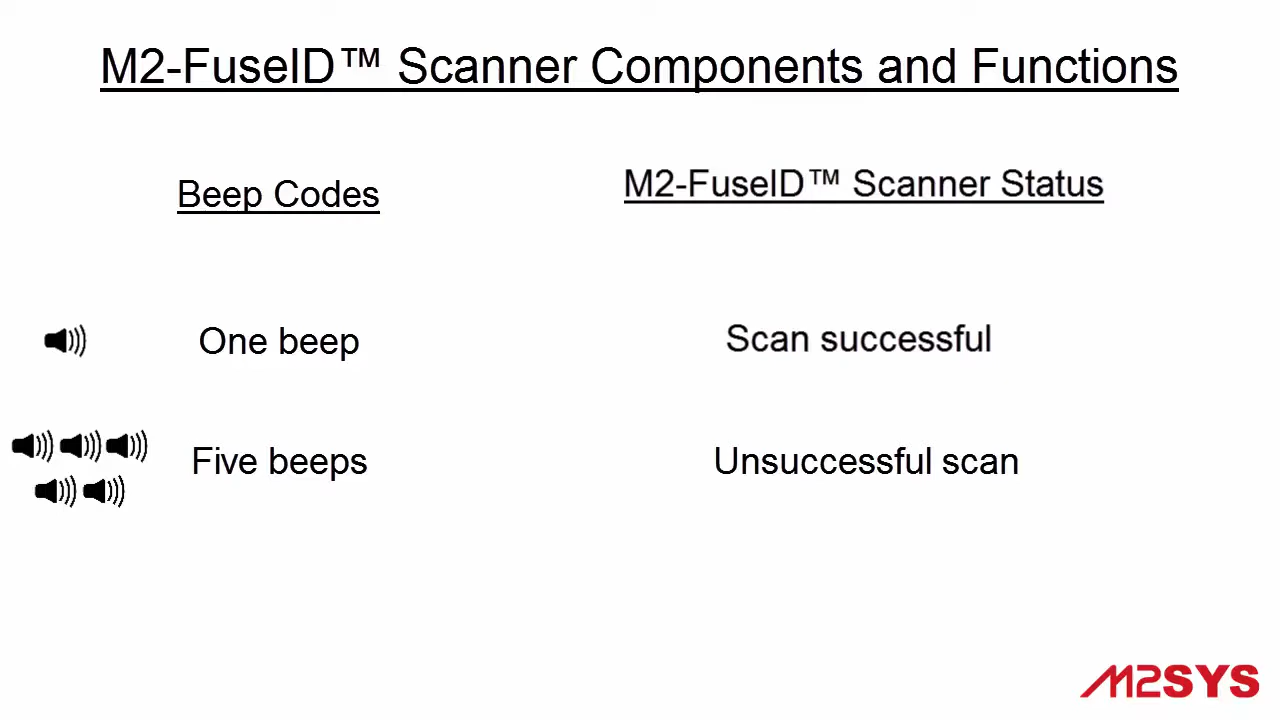 M2-FuseID™ Scanner Components and Functions
Beep Codes
M2-FuseID™ Scanner Status
One beep
Scan successful
Five beeps
Unsuccessful scan
M2SYS